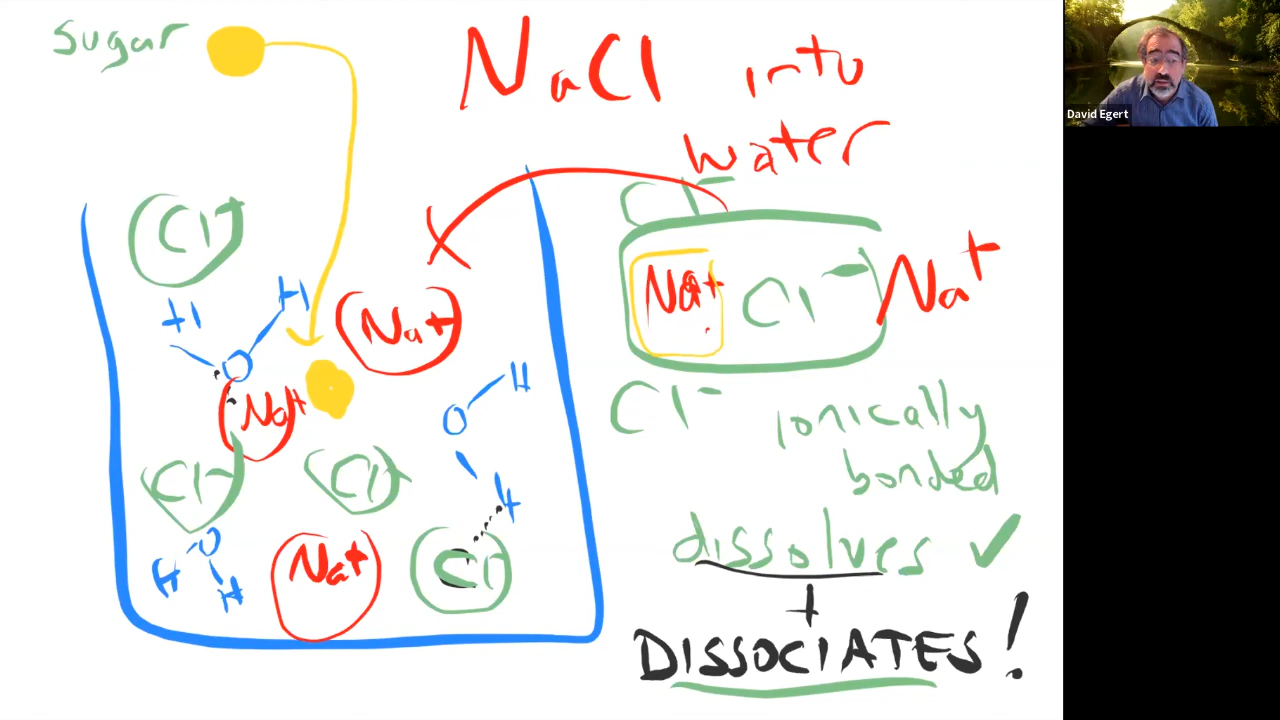 Sugar
NaCl into
water
Cl⁻
Na⁺ Cl⁻ Na⁺
Cl⁻
ionically
bonded
dissolves ✓
+
DISSOCIATES!
Cl⁻
H H
O
Na⁺
Na⁺
O H
H
Cl⁻
Cl⁻
O
H H
Na⁺
Cl⁻
David Egert